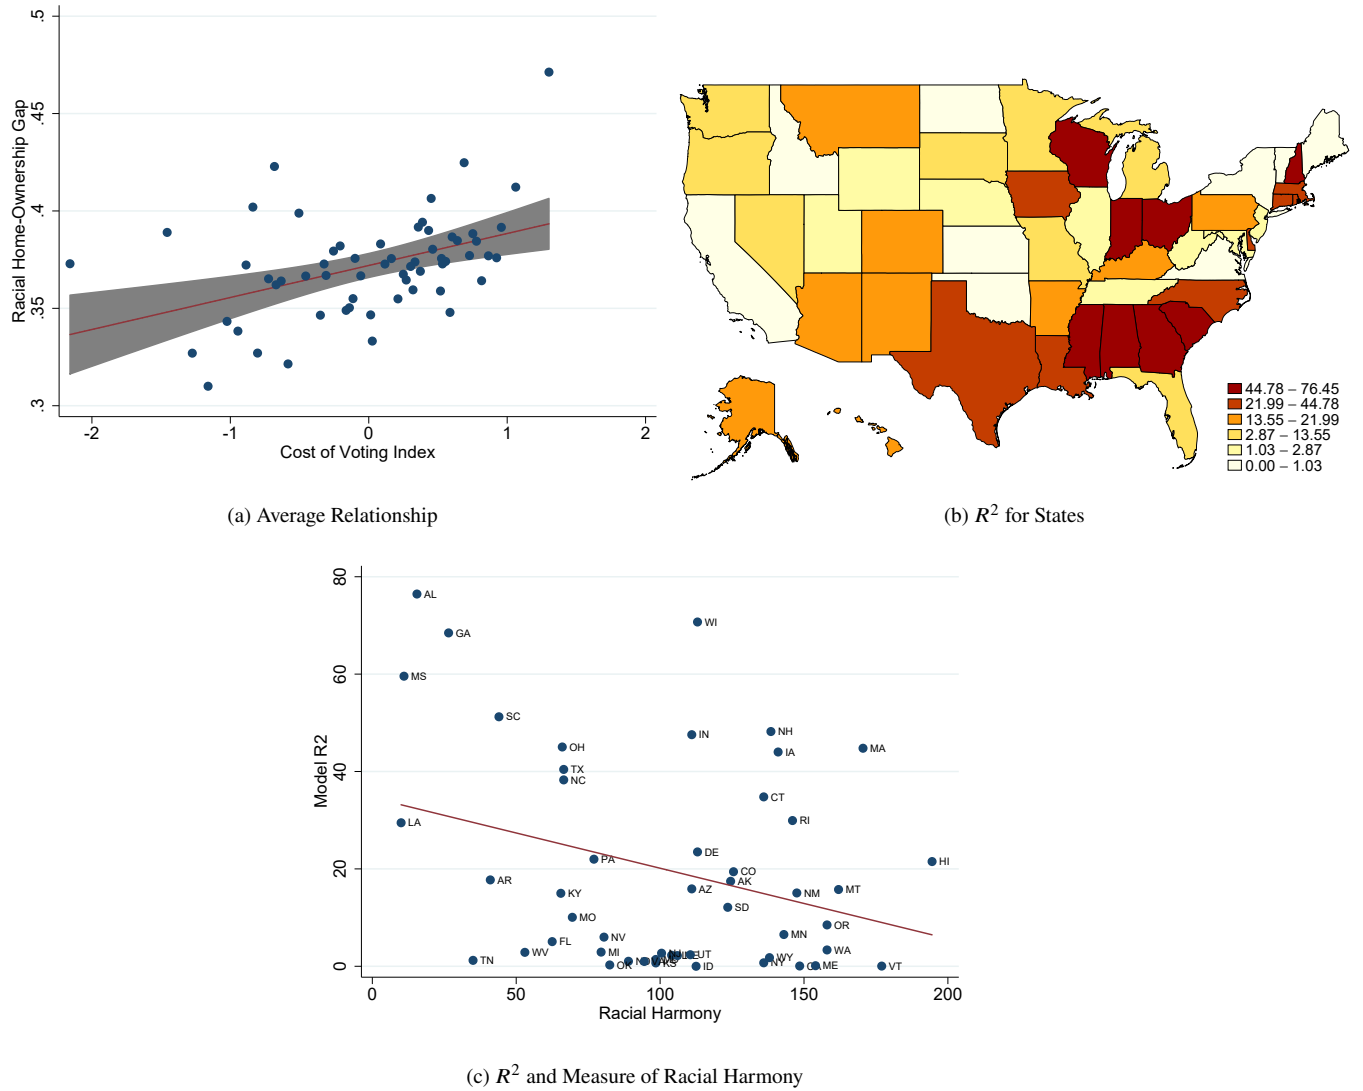 .5
.45
.4
.35
.3
Racial Home-Ownership Gap
-2 -1 0 1 2
Cost of Voting Index
(a) Average Relationship
44.78 – 76.45
21.99 – 44.78
13.55 – 21.99
2.87 – 13.55
1.03 – 2.87
0.00 – 1.03
(b) R² for States
80
60
40
20
0
Model R2
AL
WI
GA
MS
SC
NH
IN
OH
MA
IA
TX
NC
CT
RI
LA
DE
PA
HI
CO
AR
AK
AZ
MT
NM
KY
SD
MO
OR
MN
NV
FL
WA
WV
MI
UT
WY
TN
NY
KS
OK
ID
ME
VT
0 50 100 150 200
Racial Harmony
(c) R² and Measure of Racial Harmony